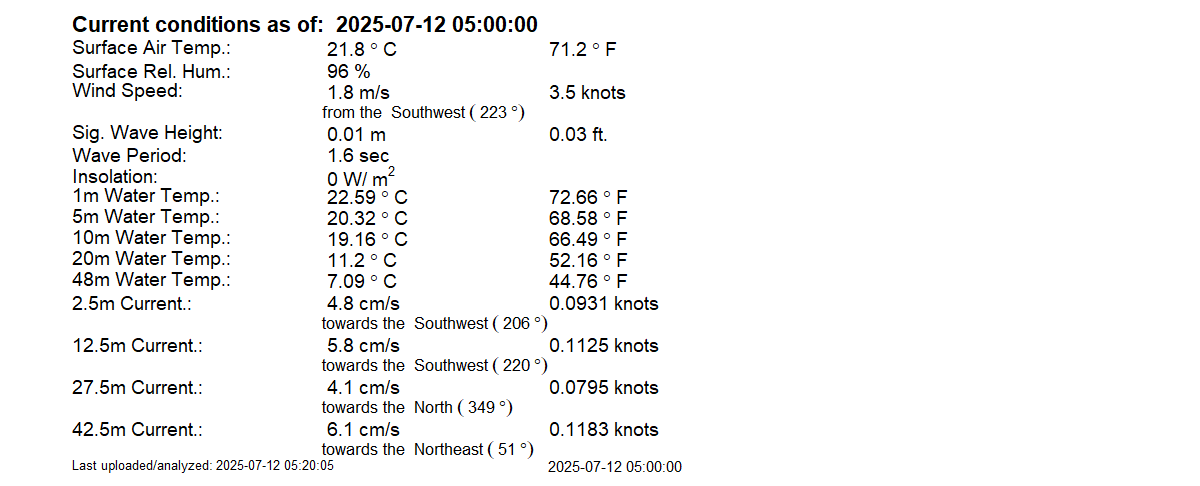 Current conditions as of: 2025-07-12 05:00:00
Surface Air Temp.: 21.8 ° C 71.2 ° F
Surface Rel. Hum.: 96 %
Wind Speed: 1.8 m/s 3.5 knots
from the Southwest ( 223 °)
Sig. Wave Height: 0.01 m 0.03 ft.
Wave Period: 1.6 sec
Insolation: 0 W/ m²
1m Water Temp.: 22.59 ° C 72.66 ° F
5m Water Temp.: 20.32 ° C 68.58 ° F
10m Water Temp.: 19.16 ° C 66.49 ° F
20m Water Temp.: 11.2 ° C 52.16 ° F
48m Water Temp.: 7.09 ° C 44.76 ° F
2.5m Current.: 4.8 cm/s 0.0931 knots
towards the Southwest ( 206 °)
12.5m Current.: 5.8 cm/s 0.1125 knots
towards the Southwest ( 220 °)
27.5m Current.: 4.1 cm/s 0.0795 knots
towards the North ( 349 °)
42.5m Current.: 6.1 cm/s 0.1183 knots
towards the Northeast ( 51 °)
Last uploaded/analyzed: 2025-07-12 05:20:05 2025-07-12 05:00:00